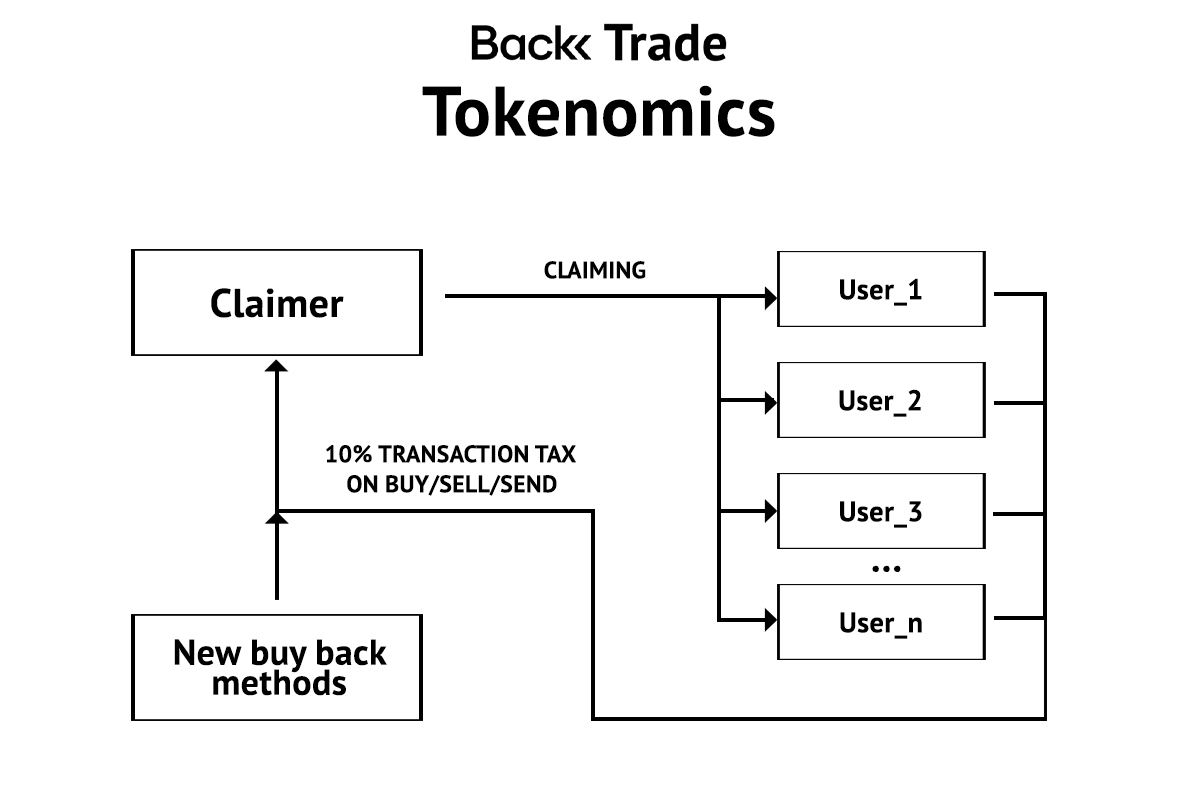 Back Trade
Tokenomics
Claimer
CLAIMING
User_1
User_2
10% TRANSACTION TAX
ON BUY/SELL/SEND
User_3
...
User_n
New buy back
methods